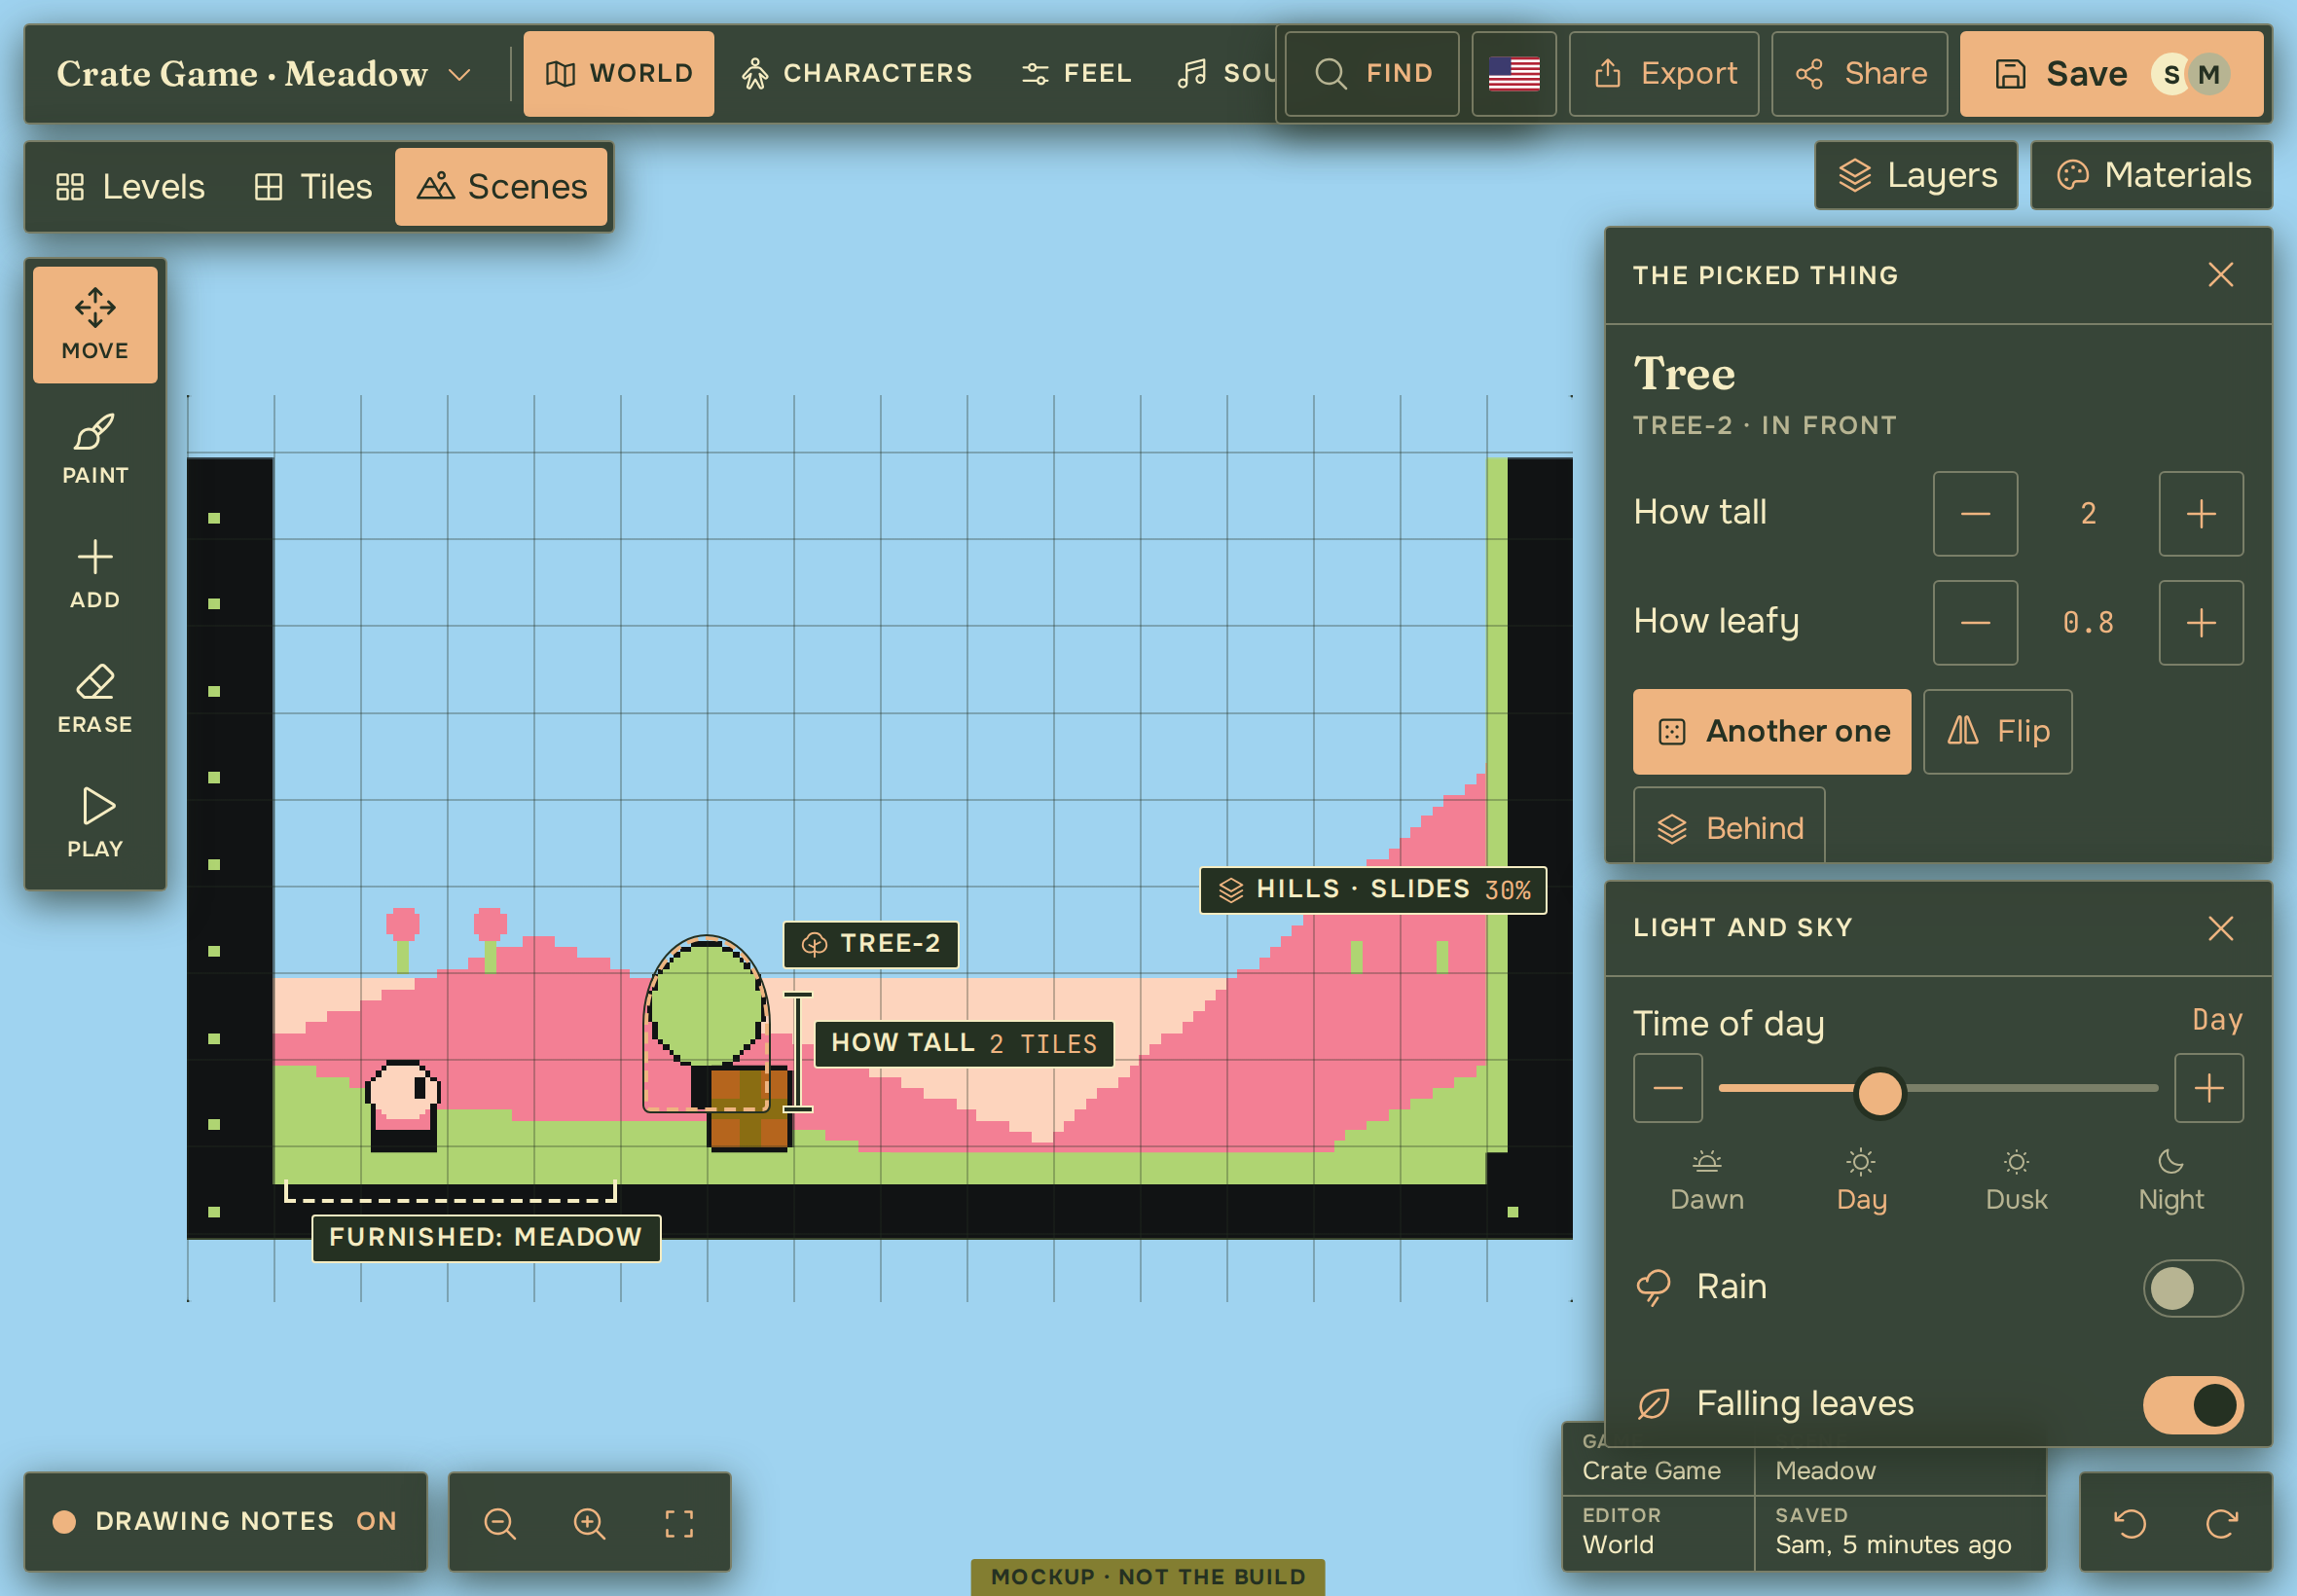 Crate Game · Meadow
WORLD
CHARACTERS
FEEL
FIND
Export
Share
Save
S
M
Levels
Tiles
Scenes
Layers
Materials
MOVE
PAINT
ADD
ERASE
PLAY
THE PICKED THING
Tree
TREE-2 · IN FRONT
How tall
2
How leafy
0.8
Another one
Flip
Behind
HILLS · SLIDES 30%
TREE-2
HOW TALL 2 TILES
FURNISHED: MEADOW
LIGHT AND SKY
Time of day
Day
Dawn
Day
Dusk
Night
Rain
Falling leaves
Crate Game
Meadow
EDITOR
World
SAVED
Sam, 5 minutes ago
DRAWING NOTES ON
MOCKUP · NOT THE BUILD